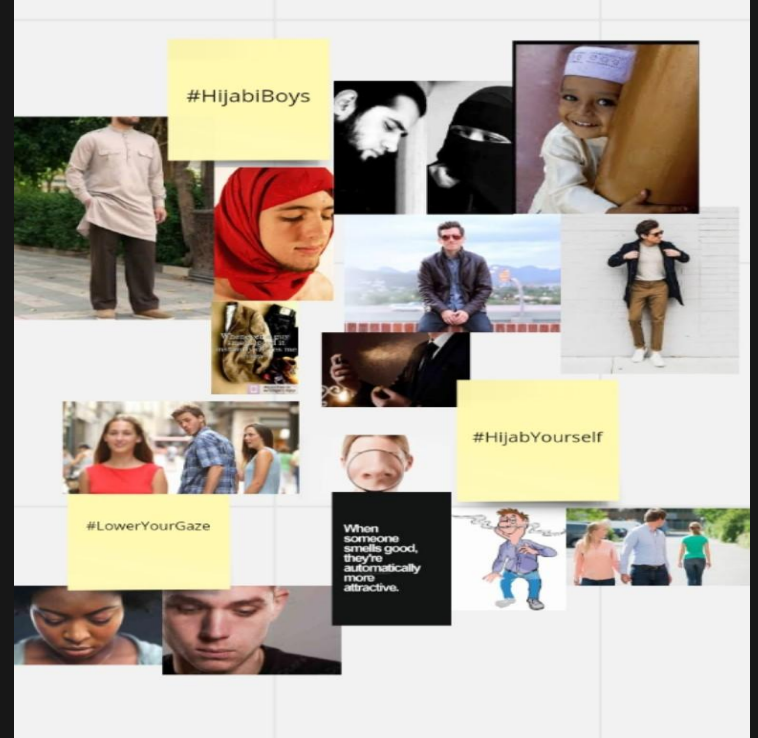 #HijabiBoys
#HijabYourself
#LowerYourGaze
When
someone
smells good,
they're
automatically
more
attractive.